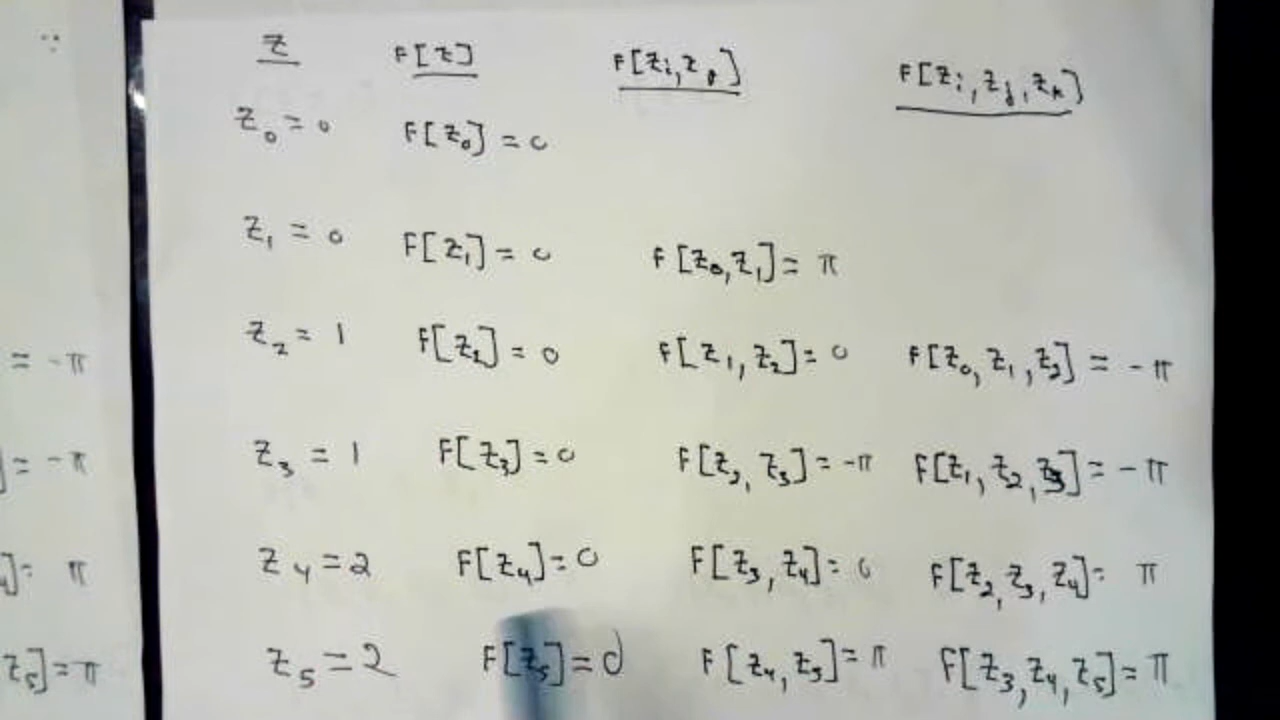 z F[z] F[zi,zj] F[zi,zj,zk]
z₀=0 F[z₀]=0
z₁=0 F[z₁]=0 F[z₀,z₁]=π
=-π z₂=1 F[z₂]=0 F[z₁,z₂]=0 F[z₀,z₁,z₂]=-π
]=-π z₃=1 F[z₃]=0 F[z₂,z₃]=-π F[z₁,z₂,z₃]=-π
]=π z₄=2 F[z₄]=0 F[z₃,z₄]=0 F[z₂,z₃,z₄]=π
z₅]=π z₅=2 F[z₅]=0 F[z₄,z₅]=π F[z₃,z₄,z₅]=π